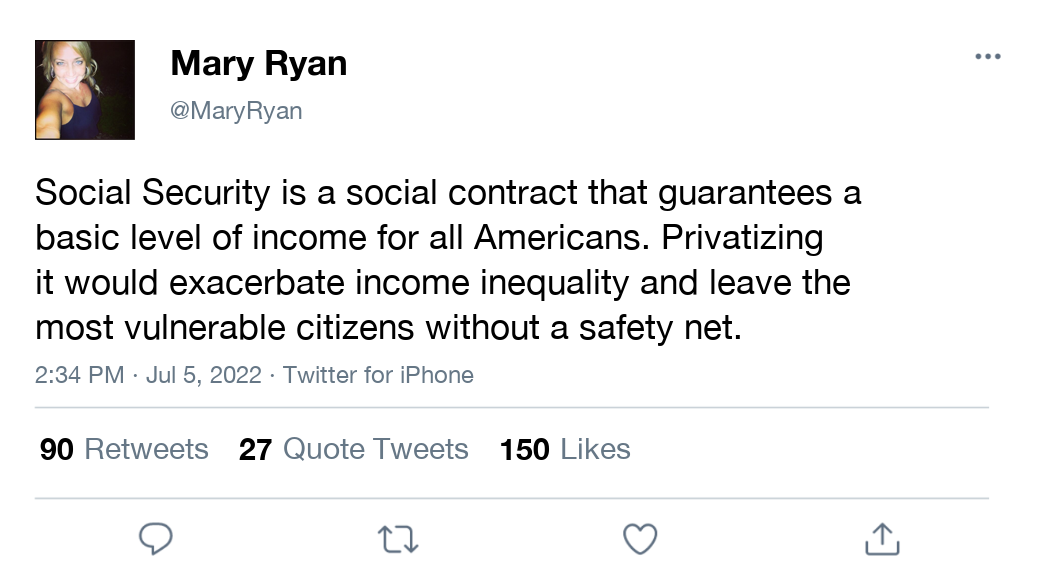 Mary Ryan
@MaryRyan
Social Security is a social contract that guarantees a
basic level of income for all Americans. Privatizing
it would exacerbate income inequality and leave the
most vulnerable citizens without a safety net.
2:34 PM · Jul 5, 2022 · Twitter for iPhone
90 Retweets 27 Quote Tweets 150 Likes